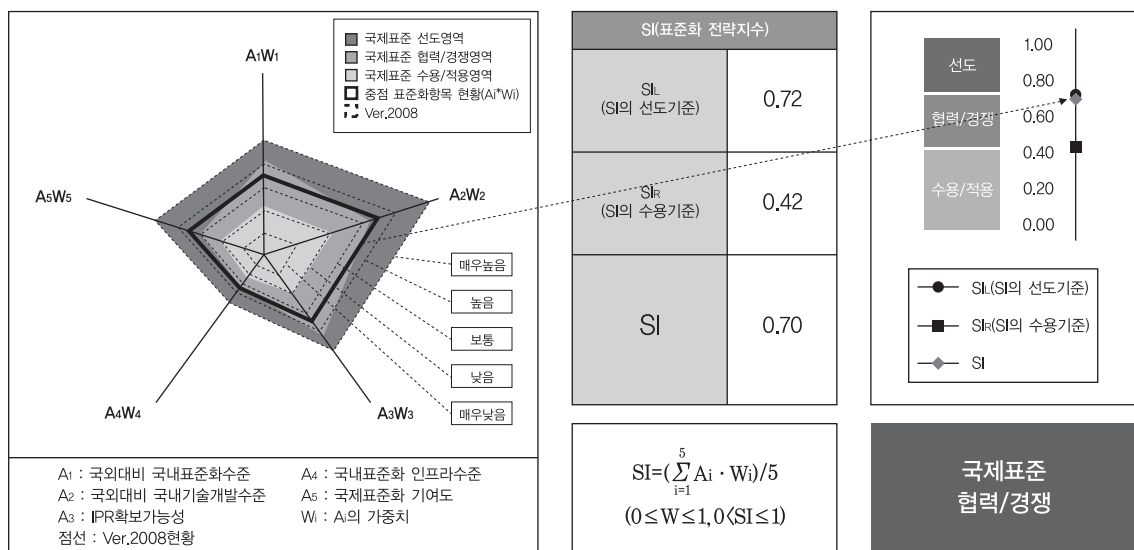 국제표준 선도영역
국제표준 협력/경쟁영역
국제표준 수용/적용영역
중점 표준화항목 현황(Ai*Wi)
Ver.2008
A₁W₁
A₂W₂
A₅W₅
A₄W₄
A₃W₃
매우높음
높음
보통
낮음
매우낮음
A₁ : 국외대비 국내표준화수준
A₂ : 국외대비 국내기술개발수준
A₃ : IPR확보가능성
점선 : Ver.2008현황
A₄ : 국내표준화 인프라수준
A₅ : 국제표준화 기여도
Wᵢ : Aᵢ의 가중치
SI(표준화 전략지수)
SIL
(SI의 선도기준)
0.72
SIR
(SI의 수용기준)
0.42
SI
0.70
SI=(∑Ai · Wi)/5
5
i=1
(0≤W≤1, 0<SI≤1)
선도
협력/경쟁
수용/적용
1.00
0.80
0.60
0.40
0.20
0.00
SIL(SI의 선도기준)
SIR(SI의 수용기준)
SI
국제표준
협력/경쟁